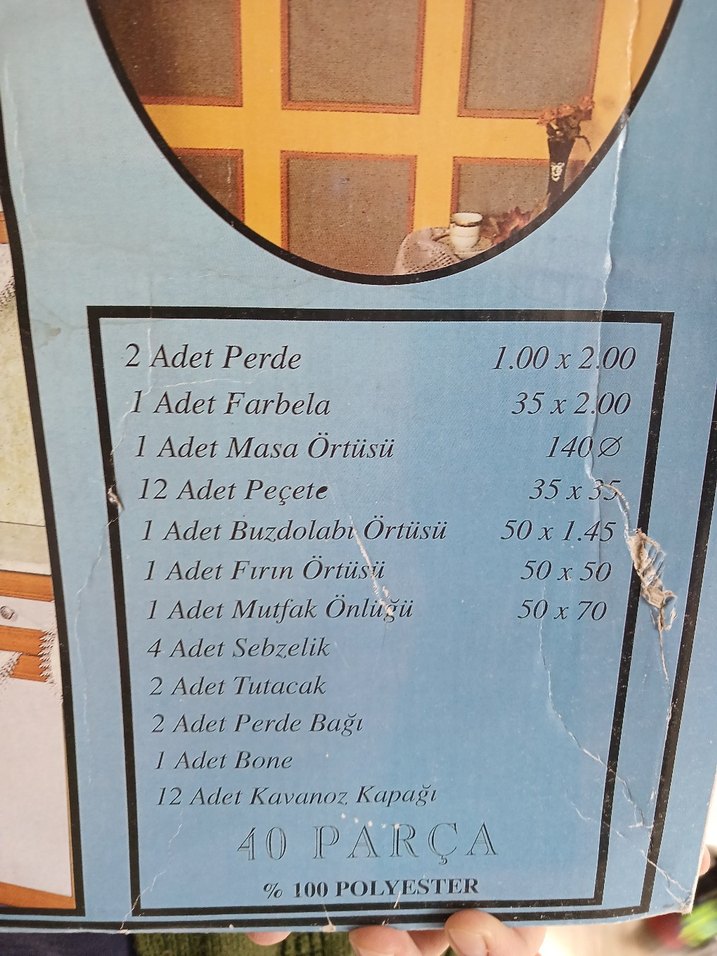 2 Adet Perde 1.00 x 2.00
1 Adet Farbela 35 x 2.00
1 Adet Masa Örtüsü 140 Ø
12 Adet Peçete 35 x 35
1 Adet Buzdolabı Örtüsü 50 x 1.45
1 Adet Fırın Örtüsü 50 x 50
1 Adet Mutfak Önlüğü 50 x 70
4 Adet Sebzelik
2 Adet Tutacak
2 Adet Perde Bağı
1 Adet Bone
12 Adet Kavanoz Kapağı
40 PARÇA
% 100 POLYESTER